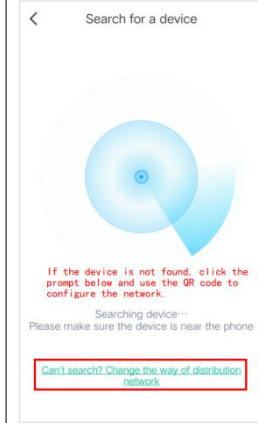 Search for a device
If the device is not found, click the
prompt below and use the QR code to
configure the network.
Searching device···
Please make sure the device is near the phone
Can't search? Change the way of distribution
network